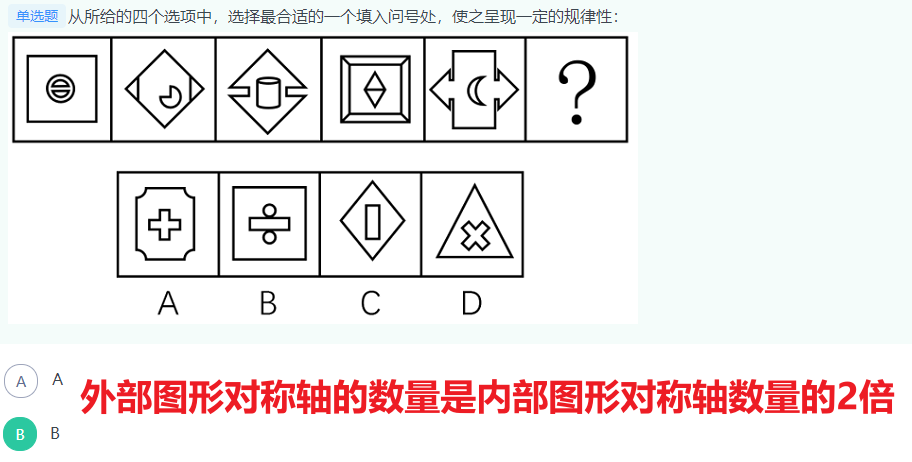 单选题 从所给的四个选项中，选择最合适的一个填入问号处，使之呈现一定的规律性：
?
A B C D
A A
外部图形对称轴的数量是内部图形对称轴数量的2倍
B B